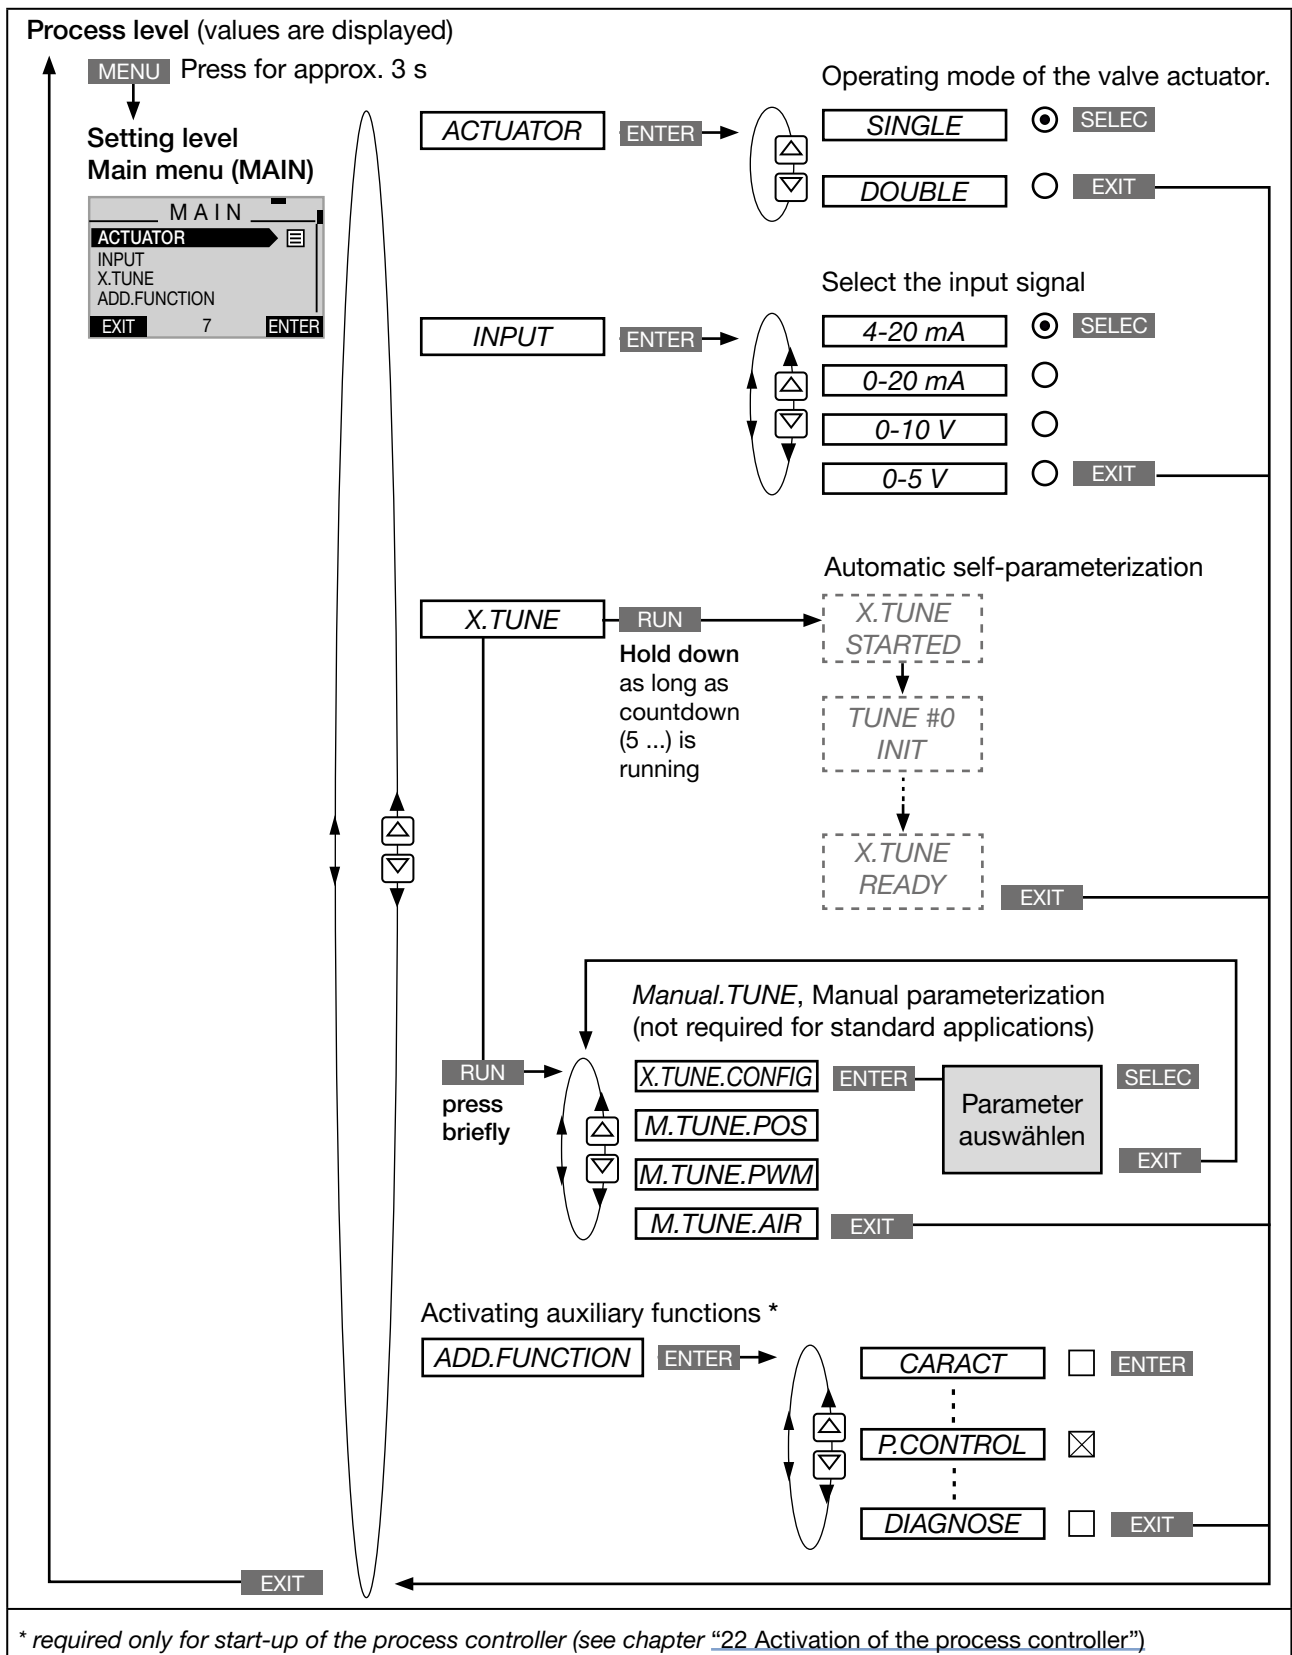 Process level (values are displayed)
MENU Press for approx. 3 s
Setting level
Main menu (MAIN)
MAIN
ACTUATOR
INPUT
X.TUNE
ADD.FUNCTION
EXIT 7 ENTER
Operating mode of the valve actuator.
ACTUATOR ENTER SINGLE SELEC
DOUBLE EXIT
Select the input signal
INPUT ENTER 4-20 mA SELEC
0-20 mA
0-10 V
0-5 V EXIT
Automatic self-parameterization
X.TUNE RUN
Hold down
as long as
countdown
(5 ...) is
running
X.TUNE
STARTED
TUNE #0
INIT
X.TUNE
READY
EXIT
Manual.TUNE, Manual parameterization
(not required for standard applications)
RUN
press
briefly
X.TUNE.CONFIG ENTER
Parameter
auswählen
SELEC
EXIT
M.TUNE.POS
M.TUNE.PWM
M.TUNE.AIR EXIT
Activating auxiliary functions *
ADD.FUNCTION ENTER CARACT ENTER
P.CONTROL
DIAGNOSE EXIT
EXIT
* required only for start-up of the process controller (see chapter “22 Activation of the process controller”)